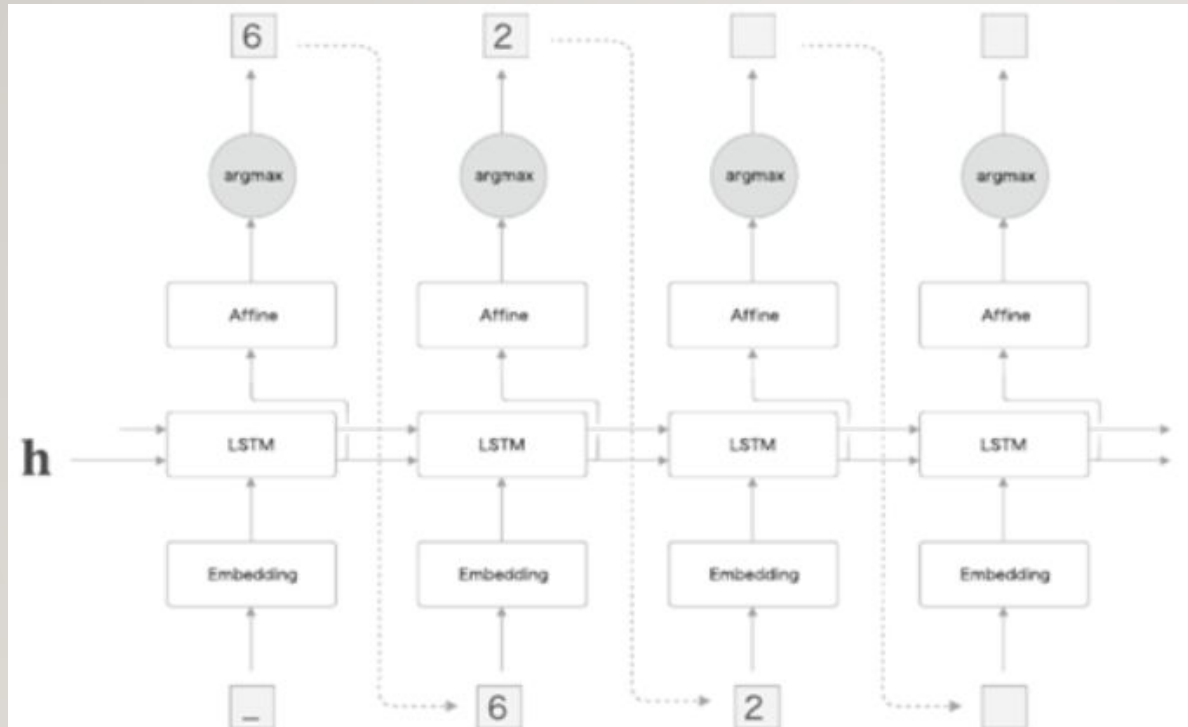 6 2
argmax argmax argmax argmax
Affine Affine Affine Affine
h LSTM LSTM LSTM LSTM
Embedding Embedding Embedding Embedding
_ 6 2